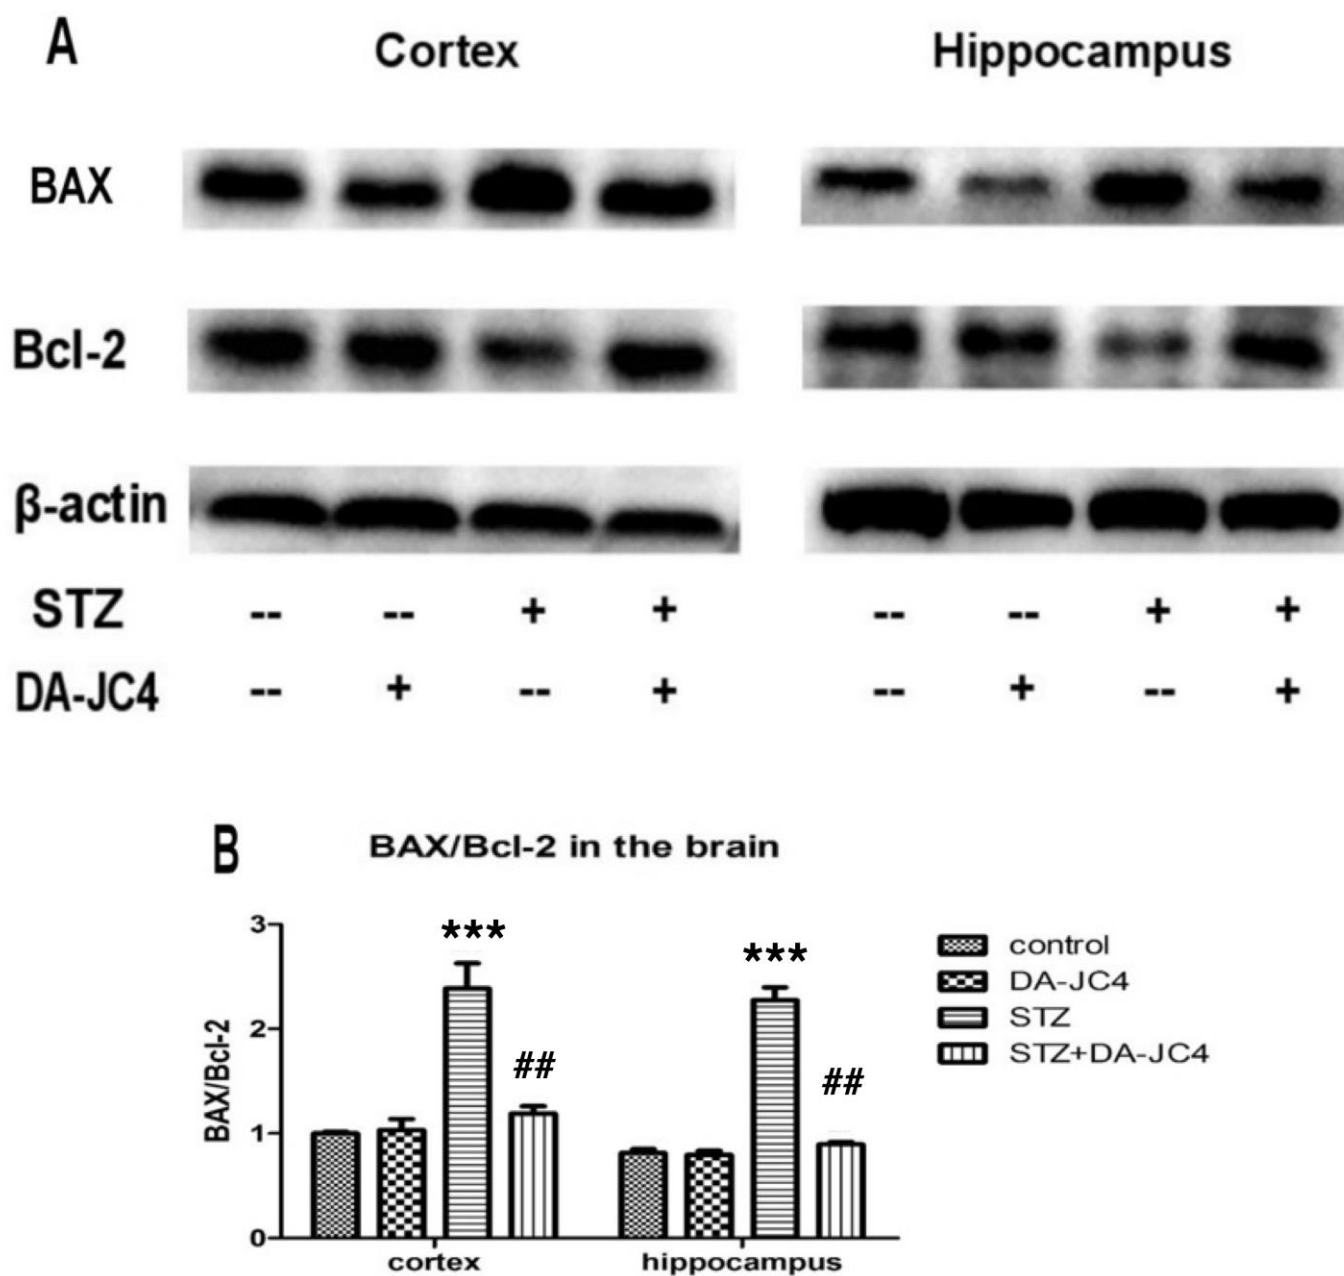 A
Cortex Hippocampus
BAX
Bcl-2
β-actin
STZ -- -- + + -- -- + +
DA-JC4 -- + -- + -- + -- +
B
BAX/Bcl-2 in the brain
BAX/Bcl-2
3
2
1
0
***
##
***
##
cortex hippocampus
control
DA-JC4
STZ
STZ+DA-JC4